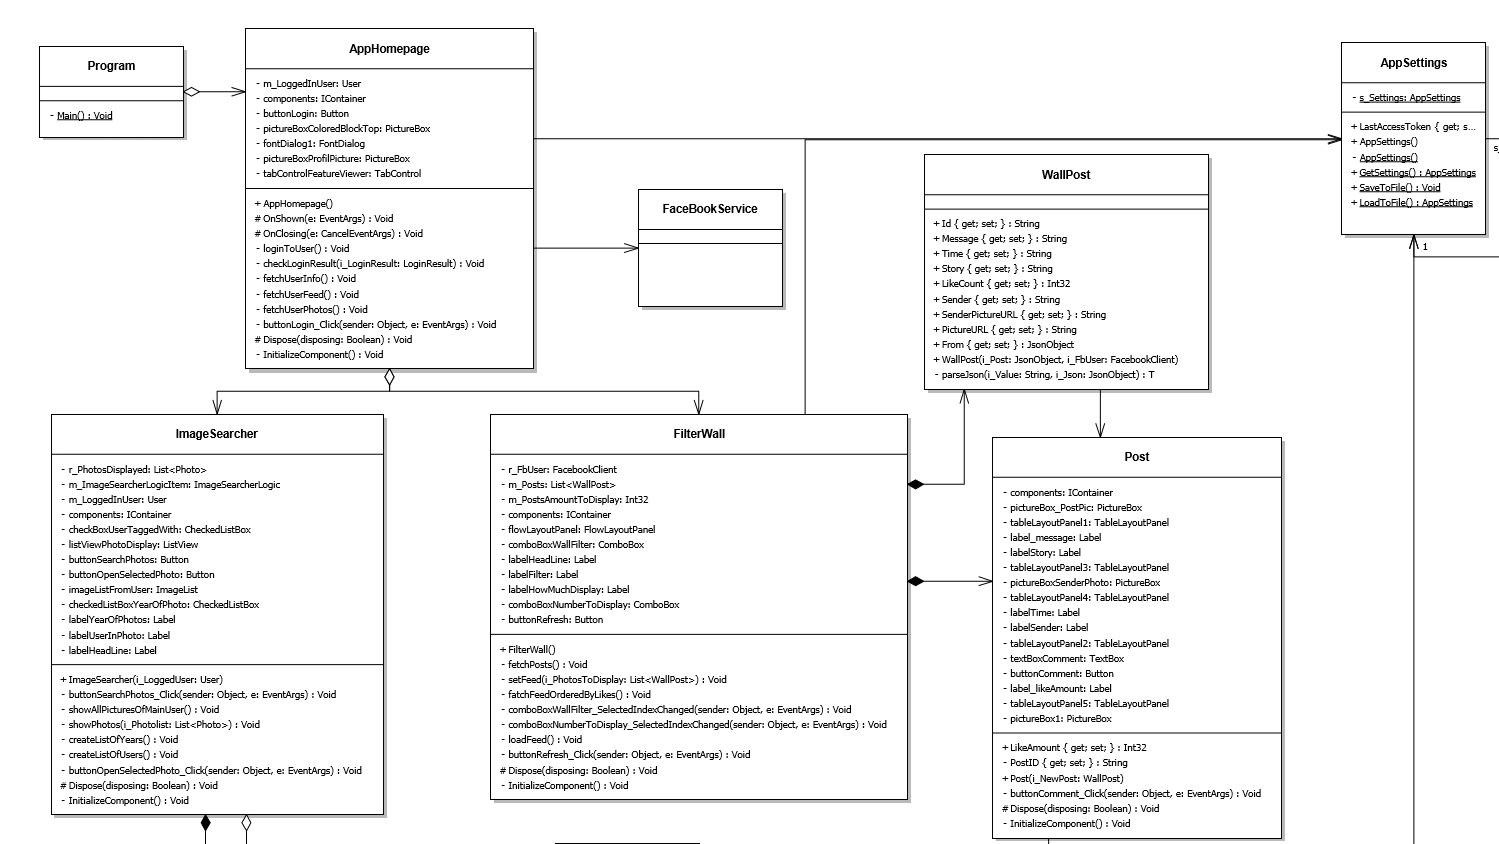 Program
- Main() : Void
AppHomepage
- m_LoggedInUser: User
- components: IContainer
- buttonLogin: Button
- pictureBoxColoredBlockTop: PictureBox
- fontDialog1: FontDialog
- pictureBoxProfilPicture: PictureBox
- tabControlFeatureViewer: TabControl
+ AppHomepage()
# OnShown(e: EventArgs) : Void
# OnClosing(e: CancelEventArgs) : Void
- loginToUser() : Void
- checkLoginResult(i_LoginResult: LoginResult) : Void
- fetchUserInfo() : Void
- fetchUserFeed() : Void
- fetchUserPhotos() : Void
- buttonLogin_Click(sender: Object, e: EventArgs) : Void
# Dispose(disposing: Boolean) : Void
- InitializeComponent() : Void
FaceBookService
AppSettings
- s_Settings: AppSettings
+ LastAccessToken { get; s...
+ AppSettings()
- AppSettings()
+ GetSettings() : AppSettings
+ SaveToFile() : Void
+ LoadToFile() : AppSettings
s_
1
WallPost
+ Id { get; set; } : String
+ Message { get; set; } : String
+ Time { get; set; } : String
+ Story { get; set; } : String
+ LikeCount { get; set; } : Int32
+ Sender { get; set; } : String
+ SenderPictureURL { get; set; } : String
+ PictureURL { get; set; } : String
+ From { get; set; } : JsonObject
+ WallPost(i_Post: JsonObject, i_FbUser: FacebookClient)
- parseJson(i_Value: String, i_Json: JsonObject) : T
ImageSearcher
- r_PhotosDisplayed: List<Photo>
- m_ImageSearcherLogicItem: ImageSearcherLogic
- m_LoggedInUser: User
- components: IContainer
- checkBoxUserTaggedWith: CheckedListBox
- listViewPhotoDisplay: ListView
- buttonSearchPhotos: Button
- buttonOpenSelectedPhoto: Button
- imageListFromUser: ImageList
- checkedListBoxYearOfPhoto: CheckedListBox
- labelYearOfPhotos: Label
- labelUserInPhoto: Label
- labelHeadLine: Label
+ ImageSearcher(i_LoggedUser: User)
- buttonSearchPhotos_Click(sender: Object, e: EventArgs) : Void
- showAllPicturesOfMainUser() : Void
- showPhotos(i_Photolist: List<Photo>) : Void
- createListOfYears() : Void
- createListOfUsers() : Void
- buttonOpenSelectedPhoto_Click(sender: Object, e: EventArgs) : Void
# Dispose(disposing: Boolean) : Void
- InitializeComponent() : Void
FilterWall
- r_FbUser: FacebookClient
- m_Posts: List<WallPost>
- m_PostsAmountToDisplay: Int32
- components: IContainer
- flowLayoutPanel: FlowLayoutPanel
- comboBoxWallFilter: ComboBox
- labelHeadLine: Label
- labelFilter: Label
- labelHowMuchDisplay: Label
- comboBoxNumberToDisplay: ComboBox
- buttonRefresh: Button
+ FilterWall()
- fetchPosts() : Void
- setFeed(i_PhotosToDisplay: List<WallPost>) : Void
- fatchFeedOrderedByLikes() : Void
- comboBoxWallFilter_SelectedIndexChanged(sender: Object, e: EventArgs) : Void
- comboBoxNumberToDisplay_SelectedIndexChanged(sender: Object, e: EventArgs) : Void
- loadFeed() : Void
- buttonRefresh_Click(sender: Object, e: EventArgs) : Void
# Dispose(disposing: Boolean) : Void
- InitializeComponent() : Void
Post
- components: IContainer
- pictureBox_PostPic: PictureBox
- tableLayoutPanel1: TableLayoutPanel
- label_message: Label
- labelStory: Label
- tableLayoutPanel3: TableLayoutPanel
- pictureBoxSenderPhoto: PictureBox
- tableLayoutPanel4: TableLayoutPanel
- labelTime: Label
- labelSender: Label
- tableLayoutPanel2: TableLayoutPanel
- textBoxComment: TextBox
- buttonComment: Button
- label_likeAmount: Label
- tableLayoutPanel5: TableLayoutPanel
- pictureBox1: PictureBox
+ LikeAmount { get; set; } : Int32
- PostID { get; set; } : String
+ Post(i_NewPost: WallPost)
- buttonComment_Click(sender: Object, e: EventArgs) : Void
# Dispose(disposing: Boolean) : Void
- InitializeComponent() : Void